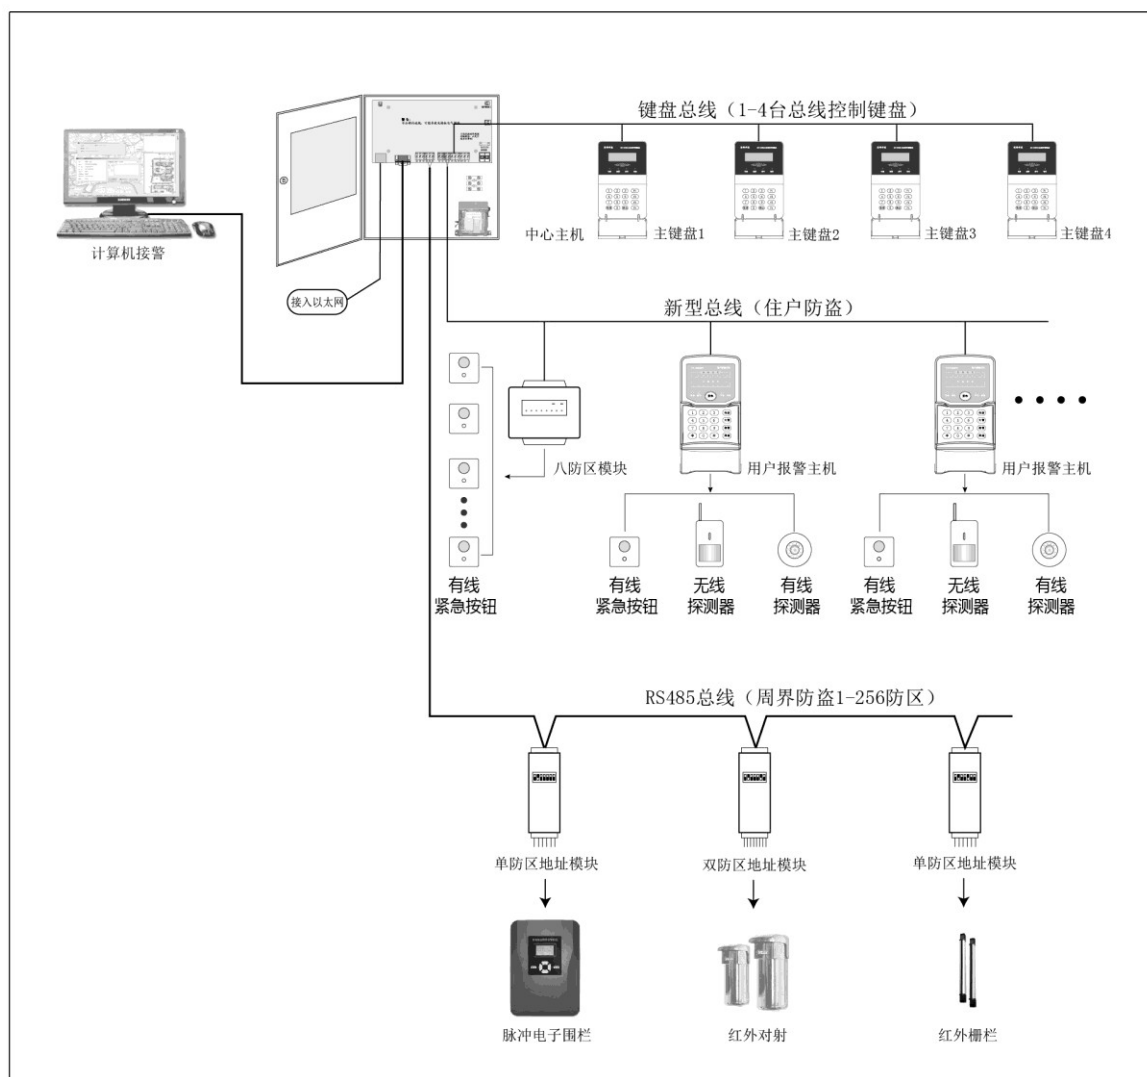 键盘总线（1-4台总线控制键盘）
计算机接警
中心主机
主键盘1
主键盘2
主键盘3
主键盘4
接入以太网
新型总线（住户防盗）
八防区模块
用户报警主机
用户报警主机
有线
紧急按钮
有线
紧急按钮
无线
探测器
有线
探测器
有线
紧急按钮
无线
探测器
有线
探测器
RS485总线（周界防盗1-256防区）
单防区地址模块
双防区地址模块
单防区地址模块
脉冲电子围栏
红外对射
红外栅栏